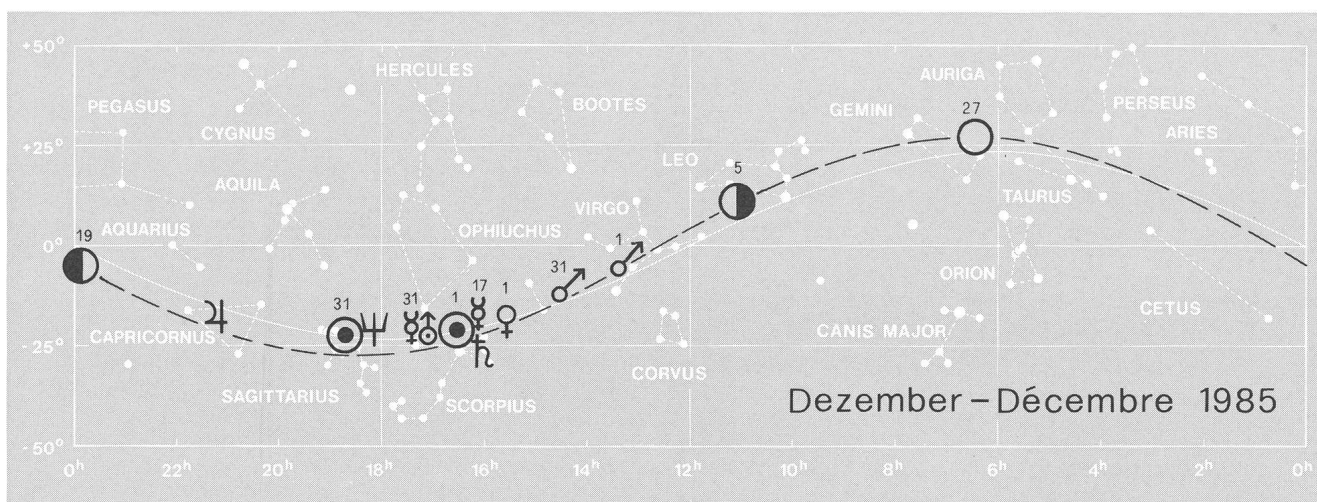 +50°
HERCULES
AURIGA
PEGASUS
BOOTES
GEMINI
27
PERSEUS
CYGNUS
ARIES
+25°
LEO
5
AQUILA
TAURUS
VIRGO
AQUARIUS
OPHIUCHUS
19
1
0°
31
ORION
31
31
1
17
1
CETUS
CAPRICORNUS
CANIS MAJOR
-25°
CORVUS
SAGITTARIUS
SCORPIUS
Dezember – Décembre 1985
-50°
0h 22h 20h 18h 16h 14h 12h 10h 8h 6h 4h 2h 0h